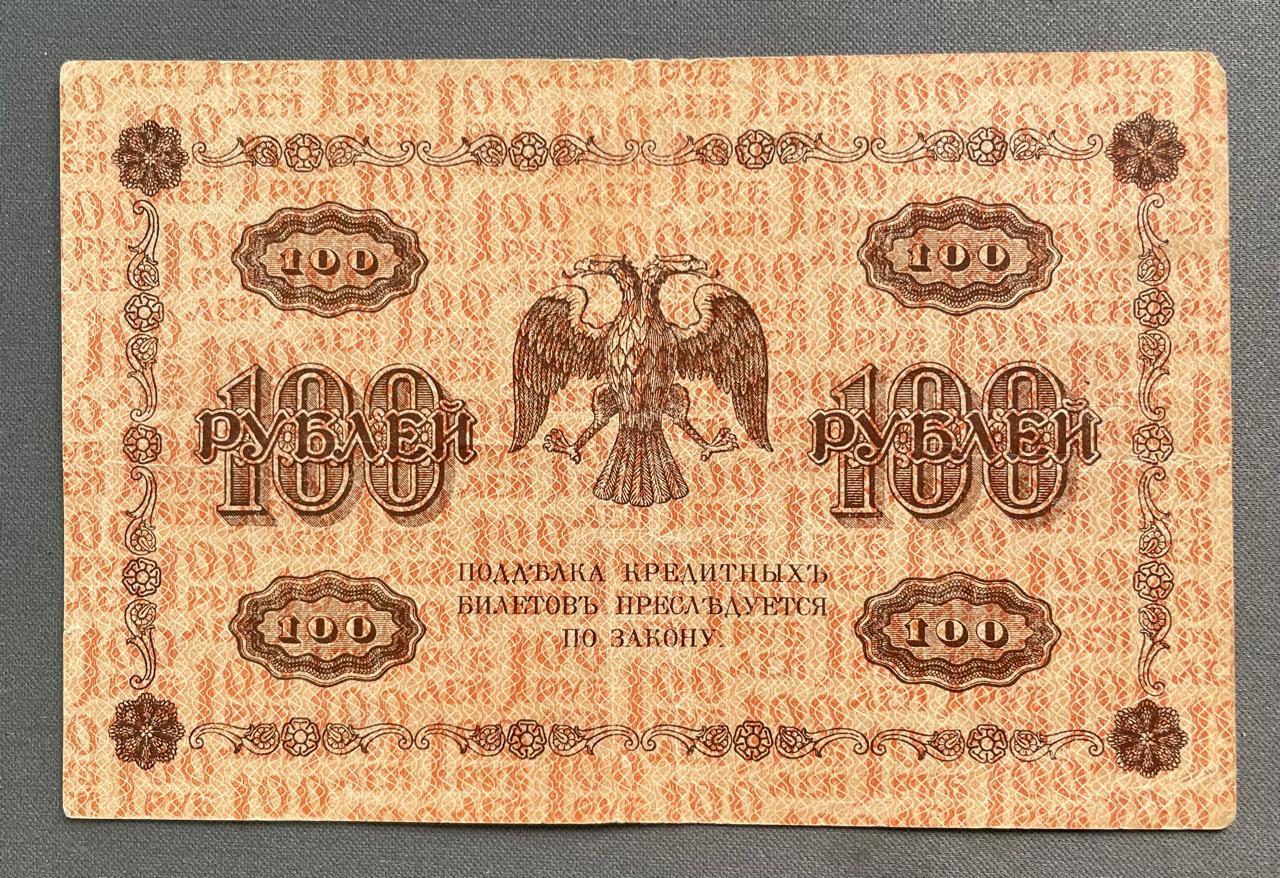 100 100
100 100
РУБЛЕЙ РУБЛЕЙ
ПОДДѢЛКА КРЕДИТНЫХЪ
БИЛЕТОВЪ ПРЕСЛѢДУЕТСЯ
ПО ЗАКОНУ.
100 100